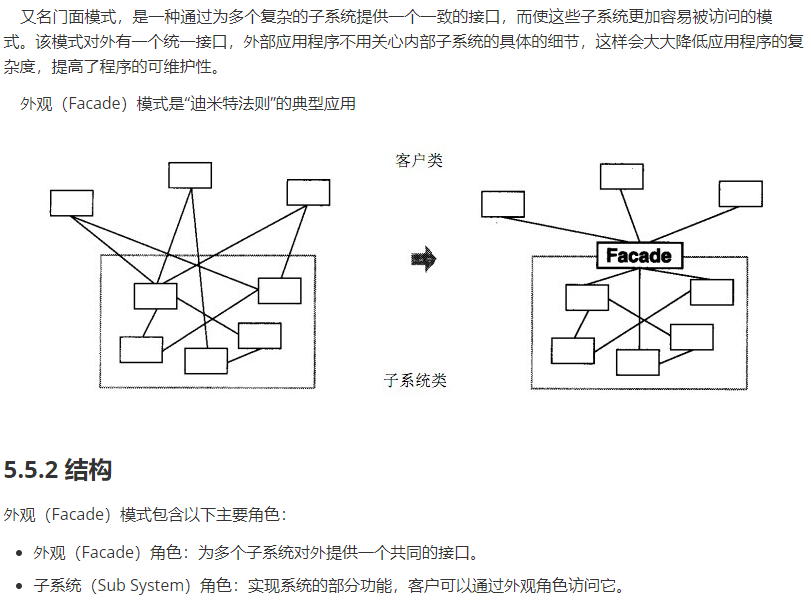 又名门面模式，是一种通过为多个复杂的子系统提供一个一致的接口，而使这些子系统更加容易被访问的模
式。该模式对外有一个统一接口，外部应用程序不用关心内部子系统的具体的细节，这样会大大降低应用程序的复
杂度，提高了程序的可维护性。
外观（Facade）模式是“迪米特法则”的典型应用
客户类
Facade
子系统类
5.5.2 结构
外观（Facade）模式包含以下主要角色：
• 外观（Facade）角色：为多个子系统对外提供一个共同的接口。
• 子系统（Sub System）角色：实现系统的部分功能，客户可以通过外观角色访问它。